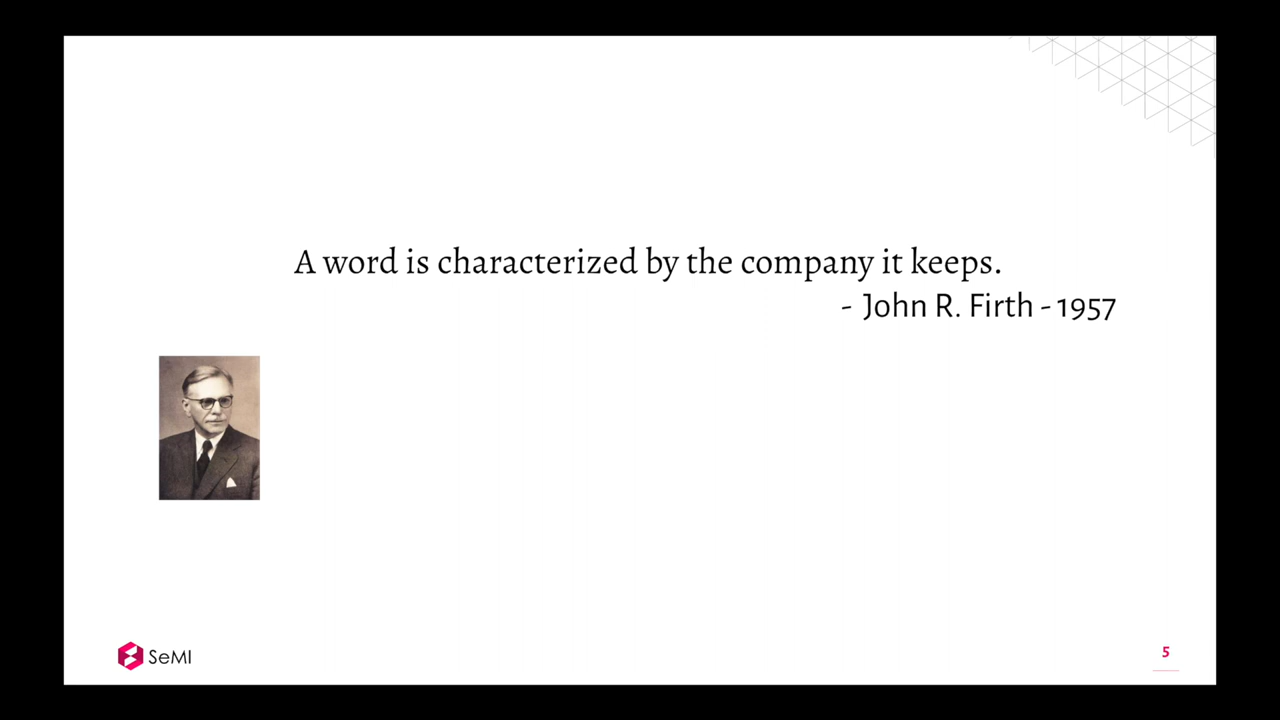 A word is characterized by the company it keeps.
- John R. Firth - 1957
SeMI
5